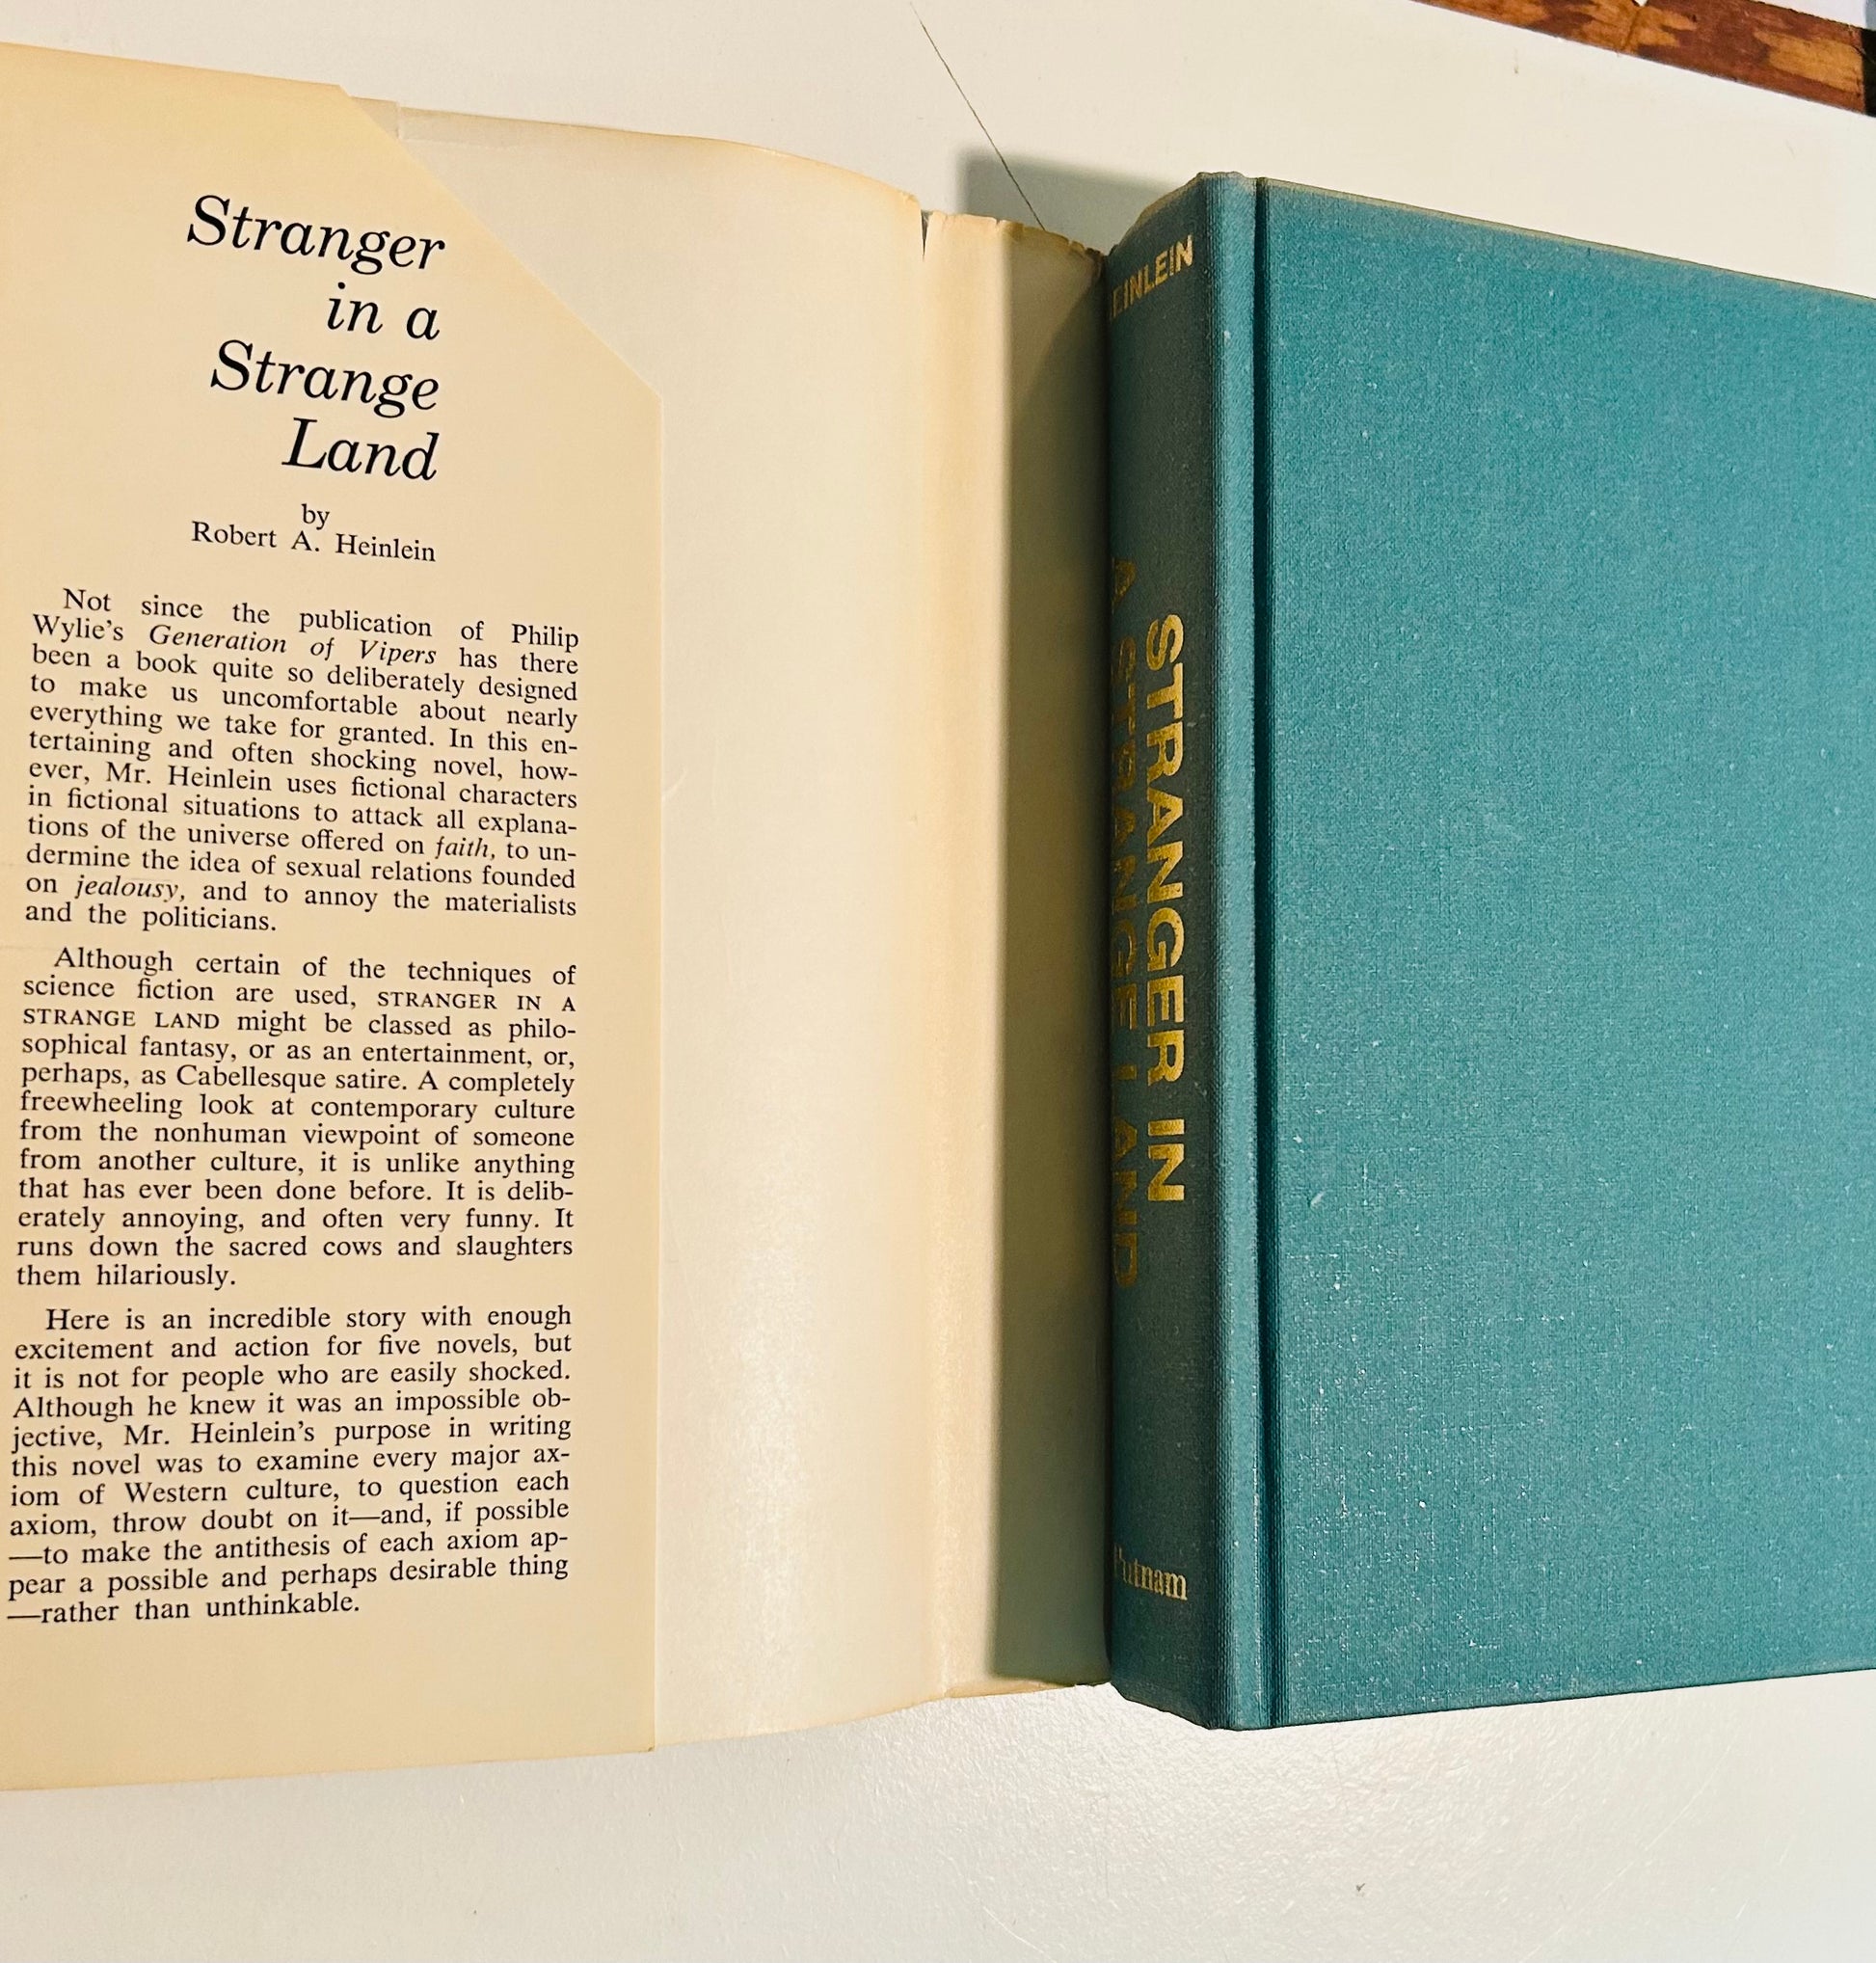 Stranger
in a
Strange
Land
by
Robert A. Heinlein
Not since the publication of Philip
Wylie's Generation of Vipers has there
been a book quite so deliberately designed
to make us uncomfortable about nearly
everything we take for granted. In this en-
tertaining and often shocking novel, how-
ever, Mr. Heinlein uses fictional characters
in fictional situations to attack all explana-
tions of the universe offered on faith, to un-
dermine the idea of sexual relations founded
on jealousy, and to annoy the materialists
and the politicians.
Although certain of the techniques of
science fiction are used, STRANGER IN A
STRANGE LAND might be classed as philo-
sophical fantasy, or as an entertainment, or,
perhaps, as Cabellesque satire. A completely
freewheeling look at contemporary culture
from the nonhuman viewpoint of someone
from another culture, it is unlike anything
that has ever been done before. It is delib-
erately annoying, and often very funny. It
runs down the sacred cows and slaughters
them hilariously.
Here is an incredible story with enough
excitement and action for five novels, but
it is not for people who are easily shocked.
Although he knew it was an impossible ob-
jective, Mr. Heinlein's purpose in writing
this novel was to examine every major ax-
iom of Western culture, to question each
axiom, throw doubt on it—and, if possible
—to make the antithesis of each axiom ap-
pear a possible and perhaps desirable thing
—rather than unthinkable.
EINLEIN
STRANGER IN
A STRANGE LAND
Putnam